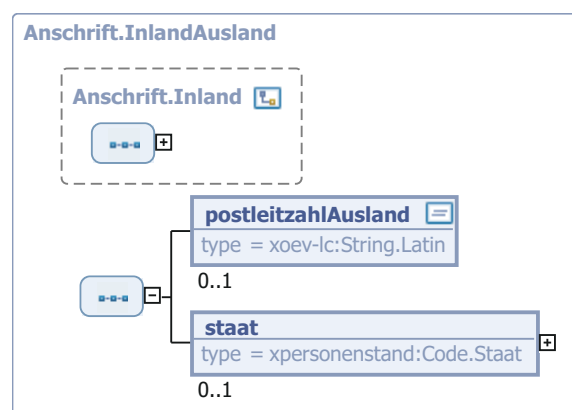 Anschrift.InlandAusland
Anschrift.Inland
postleitzahlAusland
type = xoev-lc:String.Latin
0..1
staat
type = xpersonenstand:Code.Staat
0..1